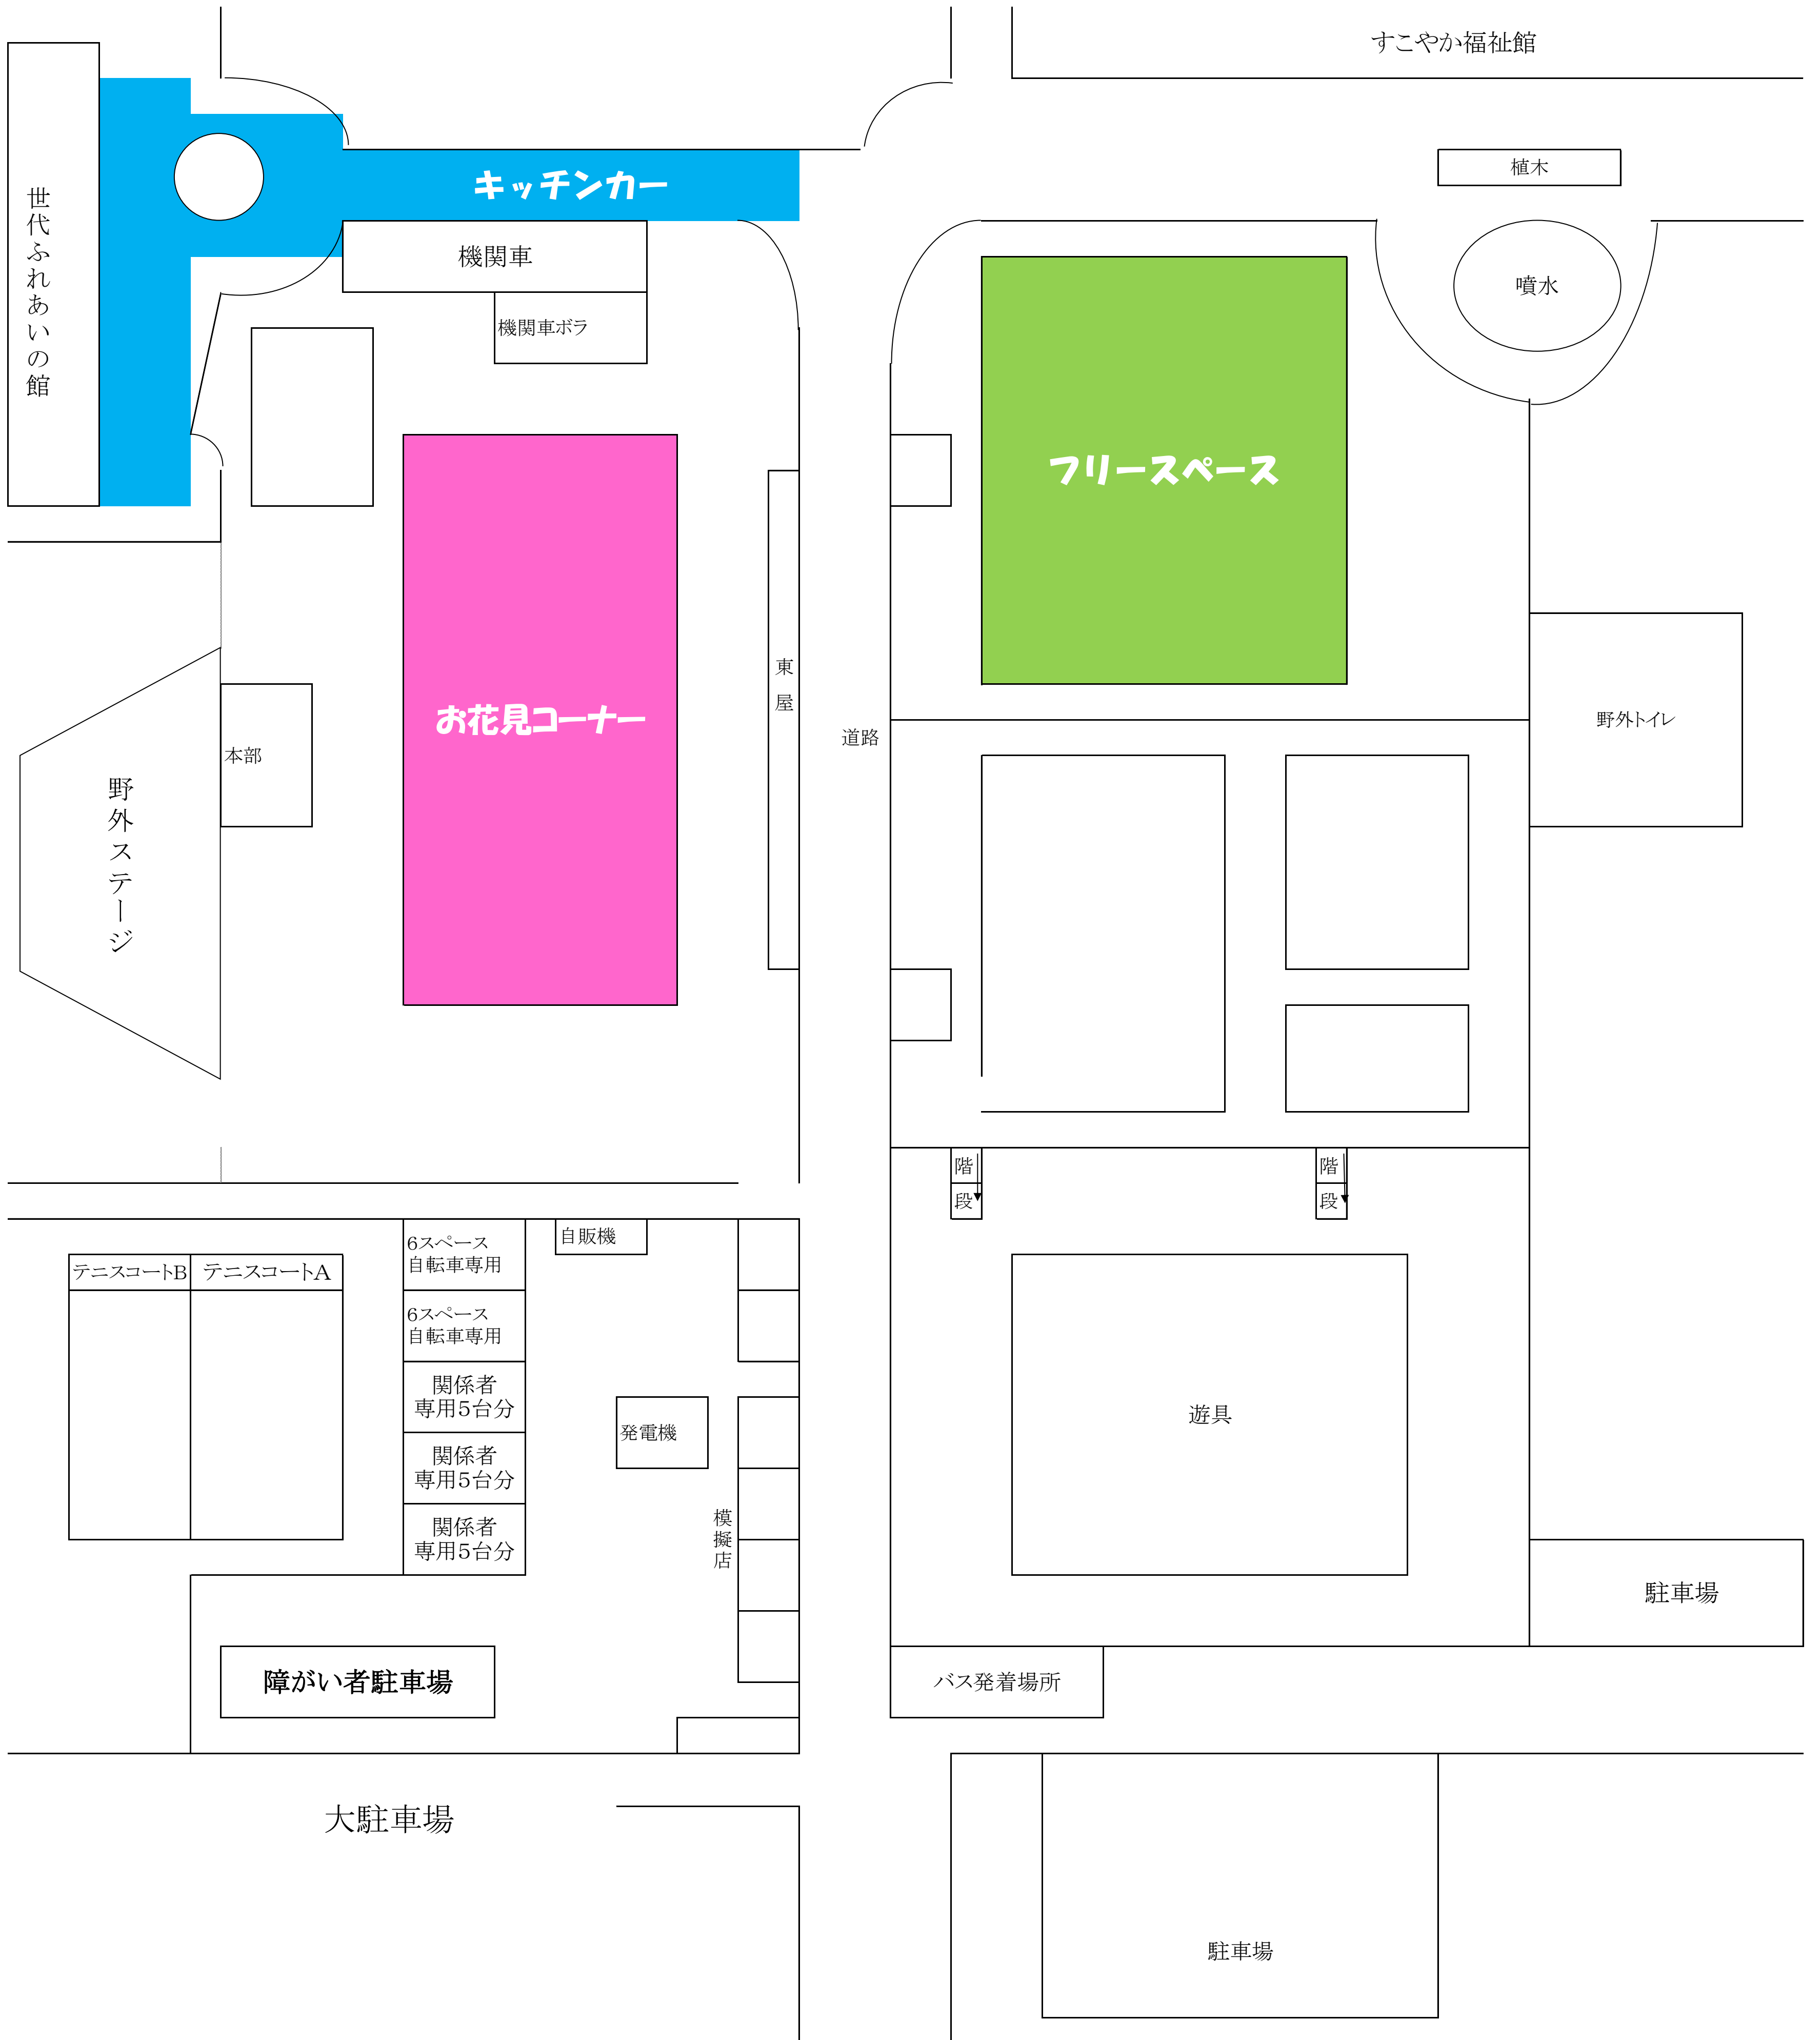 すこやか福祉館
植木
キッチンカー
世代ふれあいの館
機関車
噴水
機関車ボラ
フリースペース
東屋
お花見コーナー
野外トイレ
道路
本部
野外ステージ
階段
階段
自販機
6スペース
自転車専用
テニスコートB
テニスコートA
6スペース
自転車専用
関係者
専用5台分
発電機
遊具
関係者
専用5台分
模擬店
関係者
専用5台分
駐車場
障がい者駐車場
バス発着場所
大駐車場
駐車場